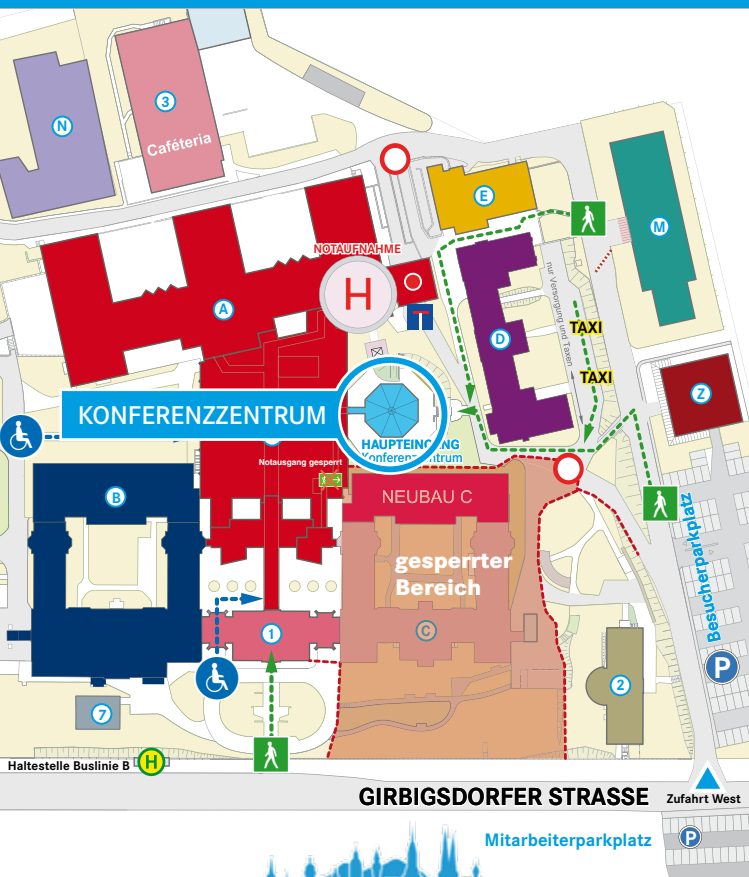 N
3
Caféteria
E
M
NOTAUFNAHME
H
A
nur Versorgung und Taxen
TAXI
D
TAXI
Z
KONFERENZZENTRUM
HAUPTEINGANG
Konferenzzentrum
Notausgang gesperrt
B
NEUBAU C
gesperrter
Bereich
Besucherparkplatz
C
1
P
2
7
Haltestelle Buslinie B
H
GIRBIGSDORFER STRASSE
Zufahrt West
Mitarbeiterparkplatz
P